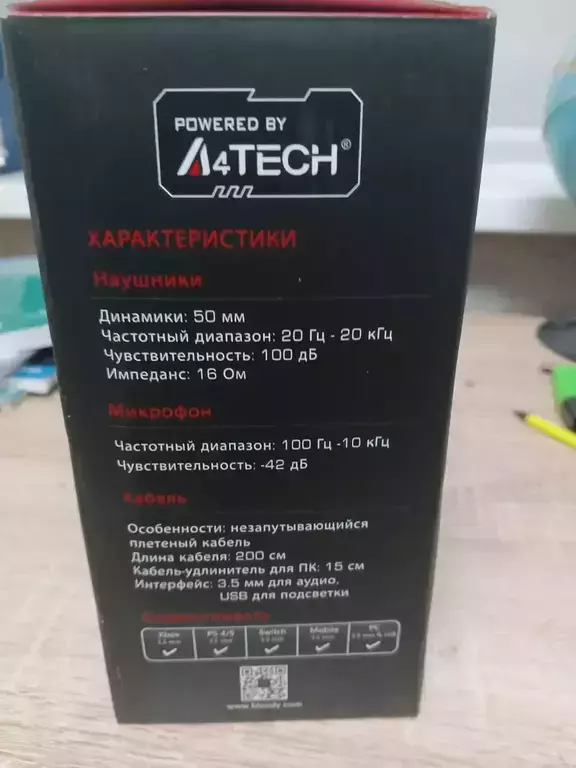 POWERED BY
A4TECH®
ХАРАКТЕРИСТИКИ
Наушники
Динамики: 50 мм
Частотный диапазон: 20 Гц - 20 кГц
Чувствительность: 100 дБ
Импеданс: 16 Ом
Микрофон
Частотный диапазон: 100 Гц -10 кГц
Чувствительность: -42 дБ
Кабель
Особенности: незапутывающийся
плетеный кабель
Длина кабеля: 200 см
Кабель-удлинитель для ПК: 15 см
Интерфейс: 3.5 мм для аудио,
USB для подсветки
Xbox PS 4/5 Switch Mobile PC
www.bloody.com